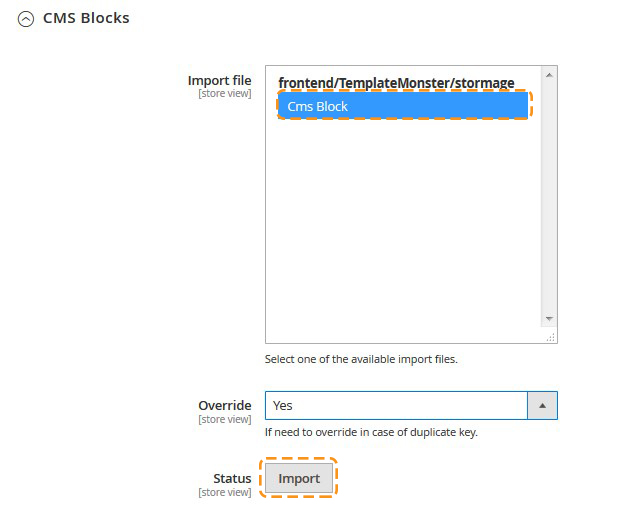 CMS Blocks
Import file
[store view]
frontend/TemplateMonster/stormage
Cms Block
Select one of the available import files.
Override
[store view]
Yes
If need to override in case of duplicate key.
Status
[store view]
Import